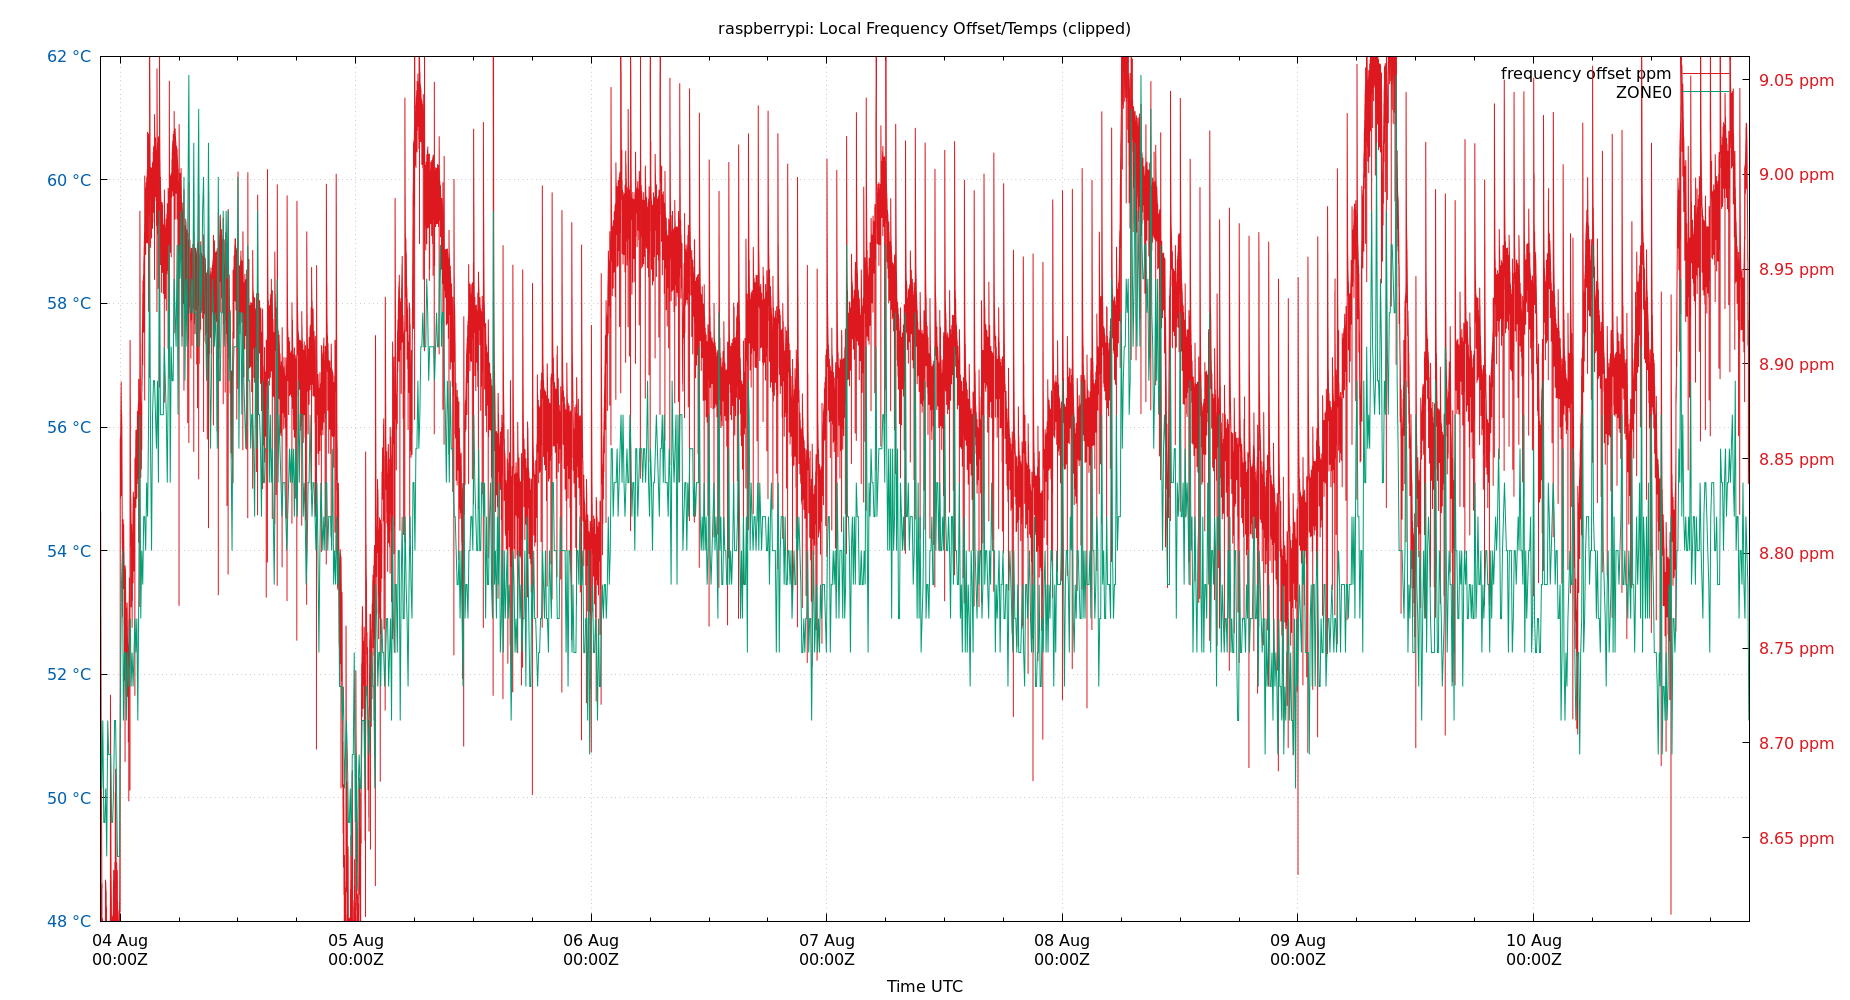 raspberrypi: Local Frequency Offset/Temps (clipped)
62 °C
60 °C
58 °C
56 °C
54 °C
52 °C
50 °C
48 °C
frequency offset ppm
ZONE0
9.05 ppm
9.00 ppm
8.95 ppm
8.90 ppm
8.85 ppm
8.80 ppm
8.75 ppm
8.70 ppm
8.65 ppm
04 Aug
00:00Z
05 Aug
00:00Z
06 Aug
00:00Z
07 Aug
00:00Z
08 Aug
00:00Z
09 Aug
00:00Z
10 Aug
00:00Z
Time UTC